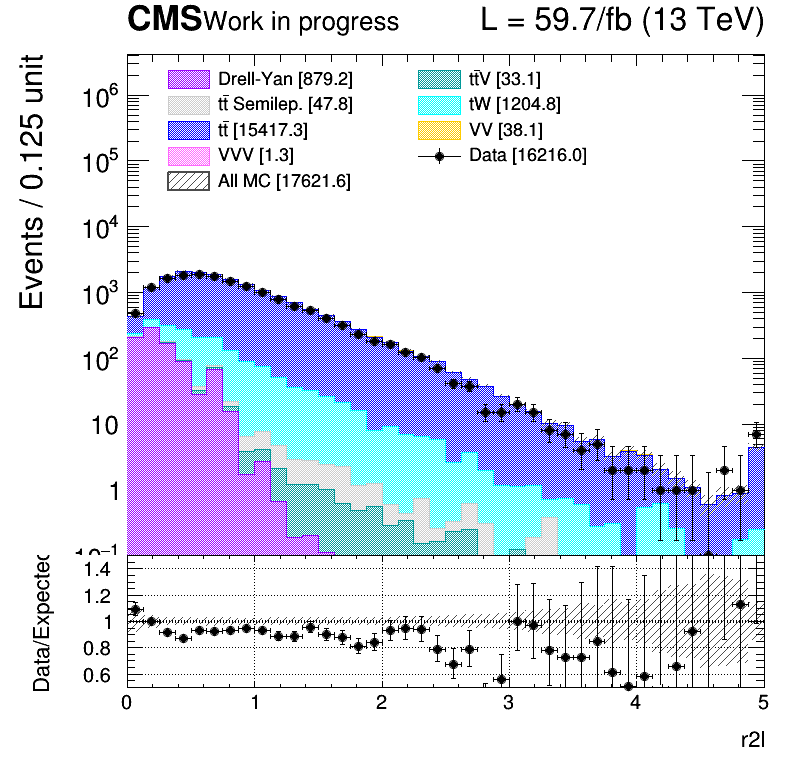 CMS Work in progress L = 59.7/fb (13 TeV)
Events / 0.125 unit
Drell-Yan [879.2]
tt̄ Semilep. [47.8]
tt̄ [15417.3]
VVV [1.3]
All MC [17621.6]
tt̄V [33.1]
tW [1204.8]
VV [38.1]
Data [16216.0]
10⁶
10⁵
10⁴
10³
10²
10
1
10⁻¹
Data/Expected
1.4
1.2
1
0.8
0.6
0 1 2 3 4 5
r2l